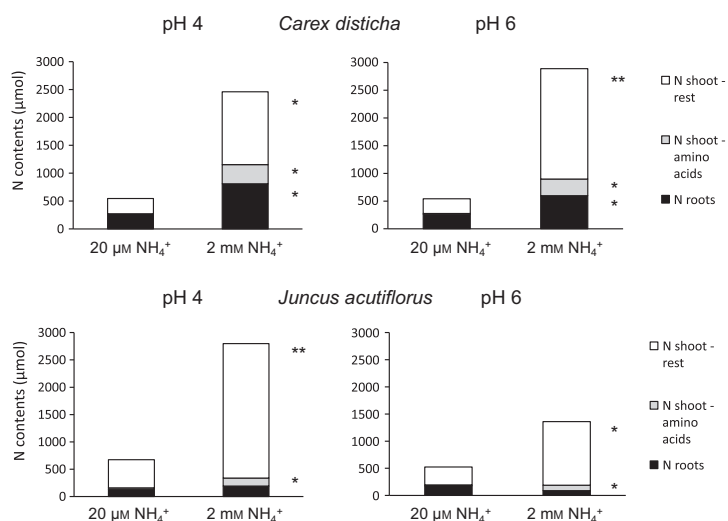 pH 4 Carex disticha pH 6
N contents (µmol)
3000
2500
2000
1500
1000
500
0
*
*
*
20 µM NH₄⁺ 2 mM NH₄⁺
3000
2500
2000
1500
1000
500
0
**
*
*
20 µM NH₄⁺ 2 mM NH₄⁺
N shoot -
rest
N shoot -
amino
acids
N roots
pH 4 Juncus acutiflorus pH 6
N contents (µmol)
3000
2500
2000
1500
1000
500
0
**
*
20 µM NH₄⁺ 2 mM NH₄⁺
3000
2500
2000
1500
1000
500
0
*
*
20 µM NH₄⁺ 2 mM NH₄⁺
N shoot -
rest
N shoot -
amino
acids
N roots